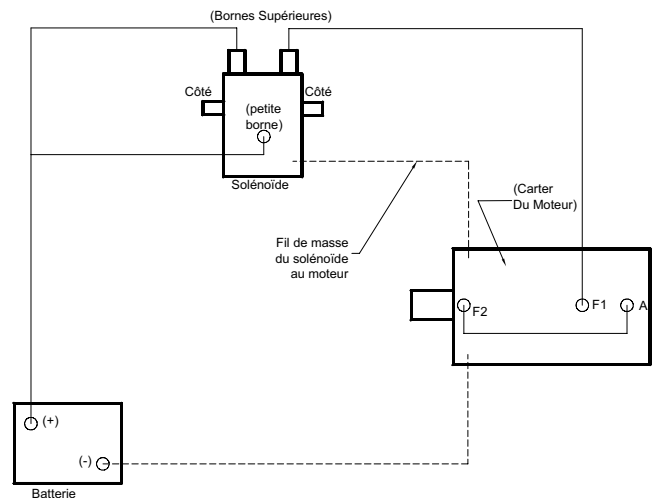 (Bornes Supérieures)
Côté
Côté
(petite
borne)
Solénoïde
(Carter
Du Moteur)
Fil de masse
du solénoïde
au moteur
F2
F1
A
(+)
(-)
Batterie